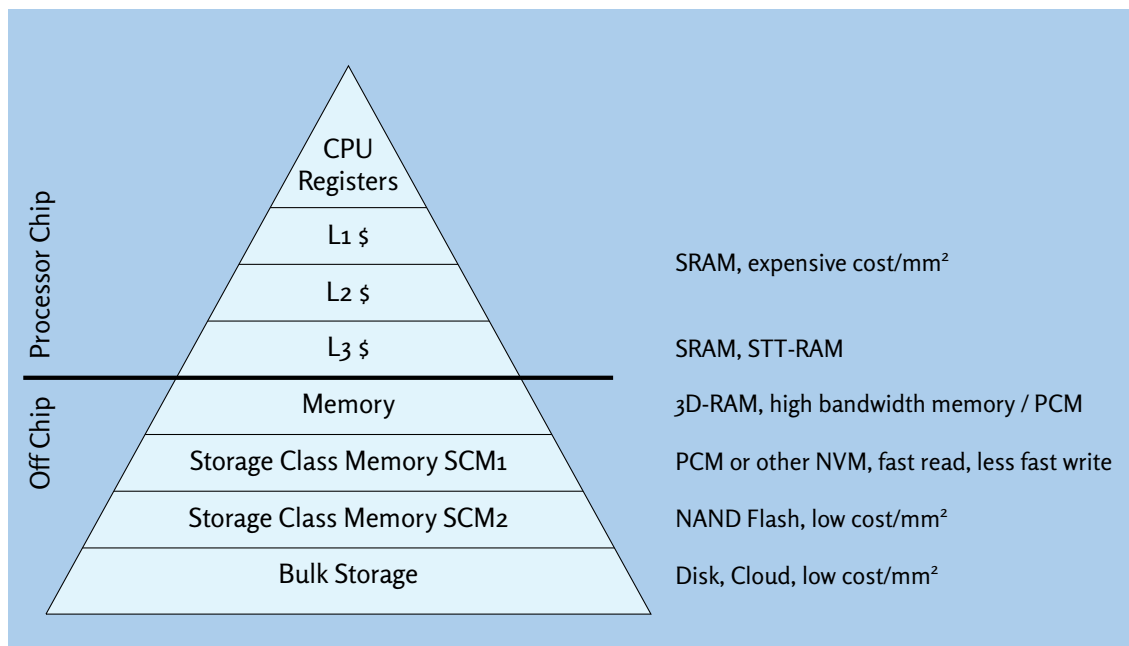 CPU
Registers
L1 $
L2 $
L3 $
Memory
Storage Class Memory SCM1
Storage Class Memory SCM2
Bulk Storage
Processor Chip
Off Chip
SRAM, expensive cost/mm²
SRAM, STT-RAM
3D-RAM, high bandwidth memory / PCM
PCM or other NVM, fast read, less fast write
NAND Flash, low cost/mm²
Disk, Cloud, low cost/mm²